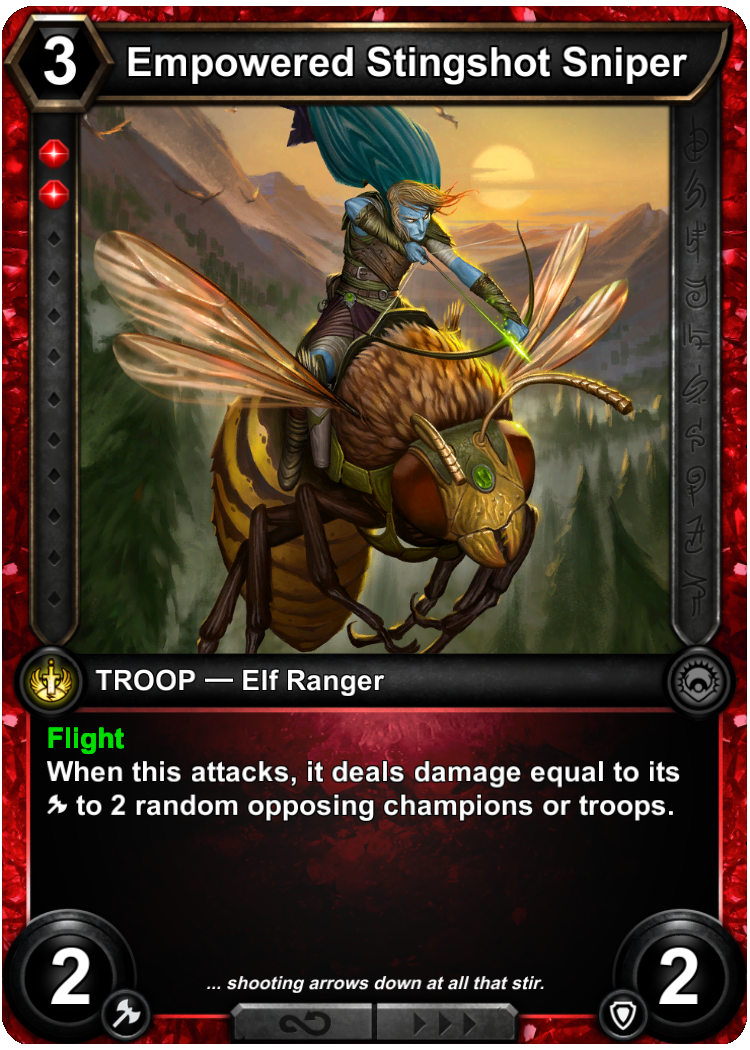 3
Empowered Stingshot Sniper
TROOP — Elf Ranger
Flight
When this attacks, it deals damage equal to its
to 2 random opposing champions or troops.
2
... shooting arrows down at all that stir.
2